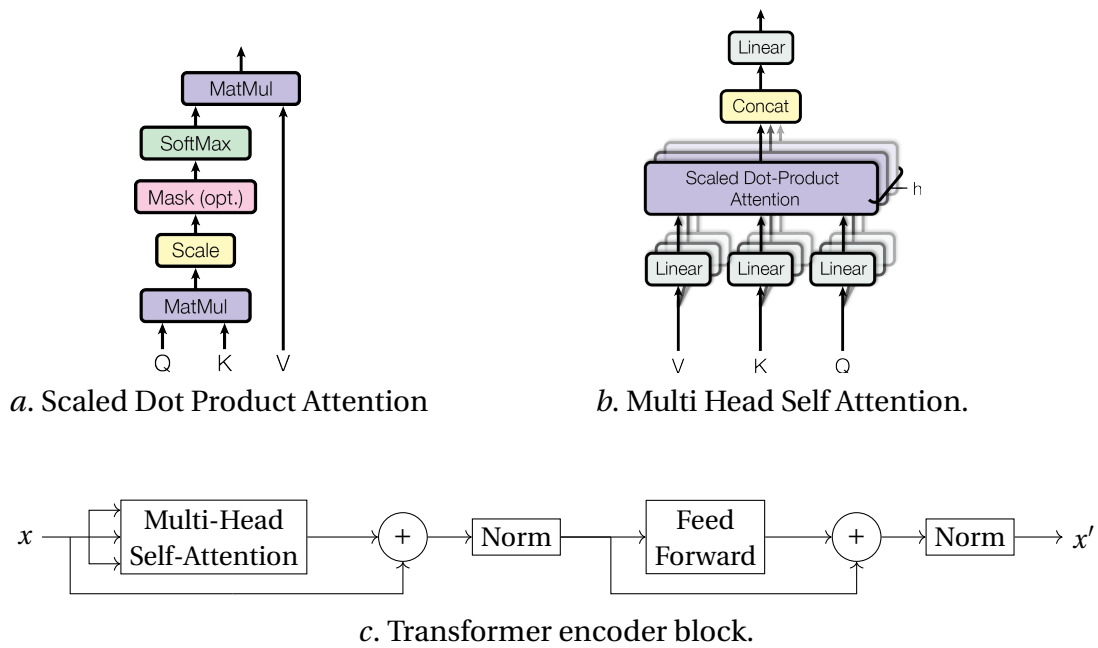 MatMul
SoftMax
Mask (opt.)
Scale
MatMul
Q K V
a. Scaled Dot Product Attention
Linear
Concat
Scaled Dot-Product
Attention
h
Linear Linear Linear
V K Q
b. Multi Head Self Attention.
x
Multi-Head
Self-Attention
+
Norm
Feed
Forward
+
Norm
x′
c. Transformer encoder block.